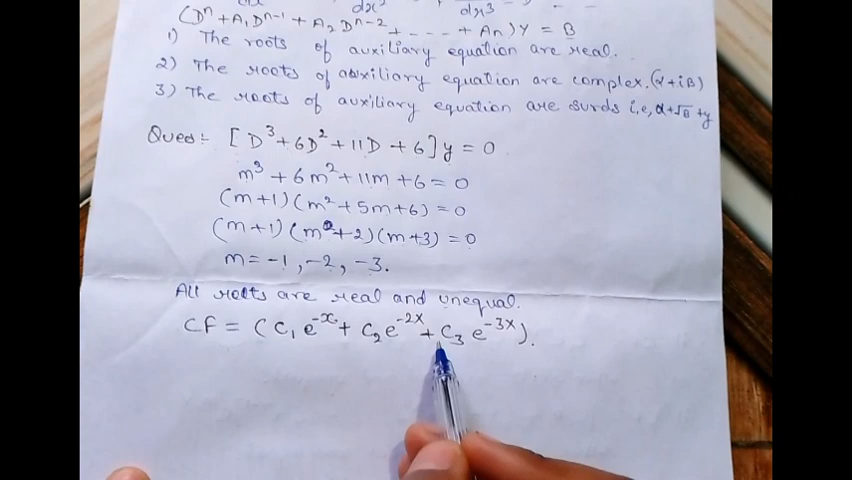 dx² dx³
(Dⁿ + A₁Dⁿ⁻¹ + A₂Dⁿ⁻² + - - - - + An)Y = B
1) The roots of auxiliary equation are real.
2) The roots of auxiliary equation are complex. (α+iβ)
3) The roots of auxiliary equation are surds i,e, α+√β +y
Ques:- [D³+6D²+11D+6]y = 0
m³ + 6m² + 11m + 6 = 0
(m+1)(m²+5m+6) = 0
(m+1)(m+2)(m+3) = 0
m = -1, -2, -3.
All roots are real and unequal.
CF = (C₁e⁻ˣ + C₂e⁻²ˣ + C₃e⁻³ˣ).